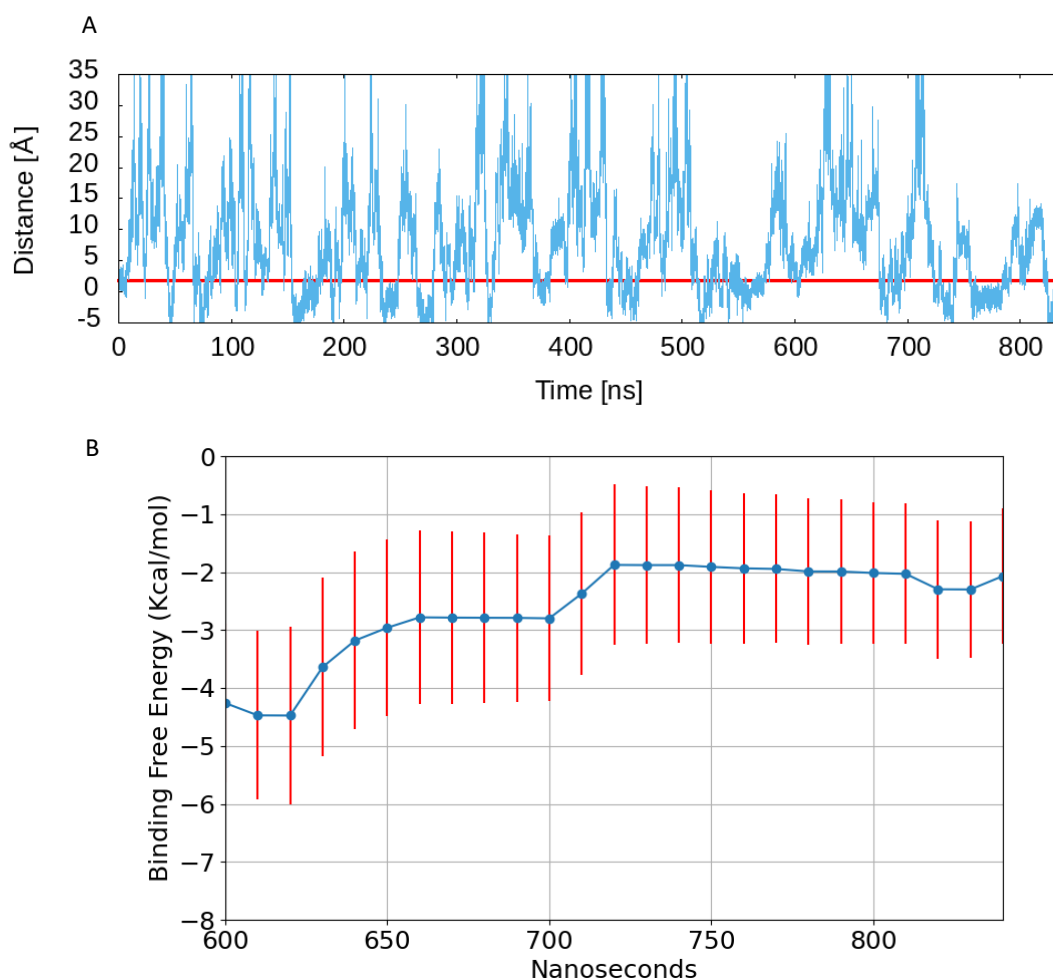 A
35
30
25
20
15
10
5
0
-5
Distance [Å]
0 100 200 300 400 500 600 700 800
Time [ns]
B
0
−1
−2
−3
−4
−5
−6
−7
−8
Binding Free Energy (Kcal/mol)
600 650 700 750 800
Nanoseconds